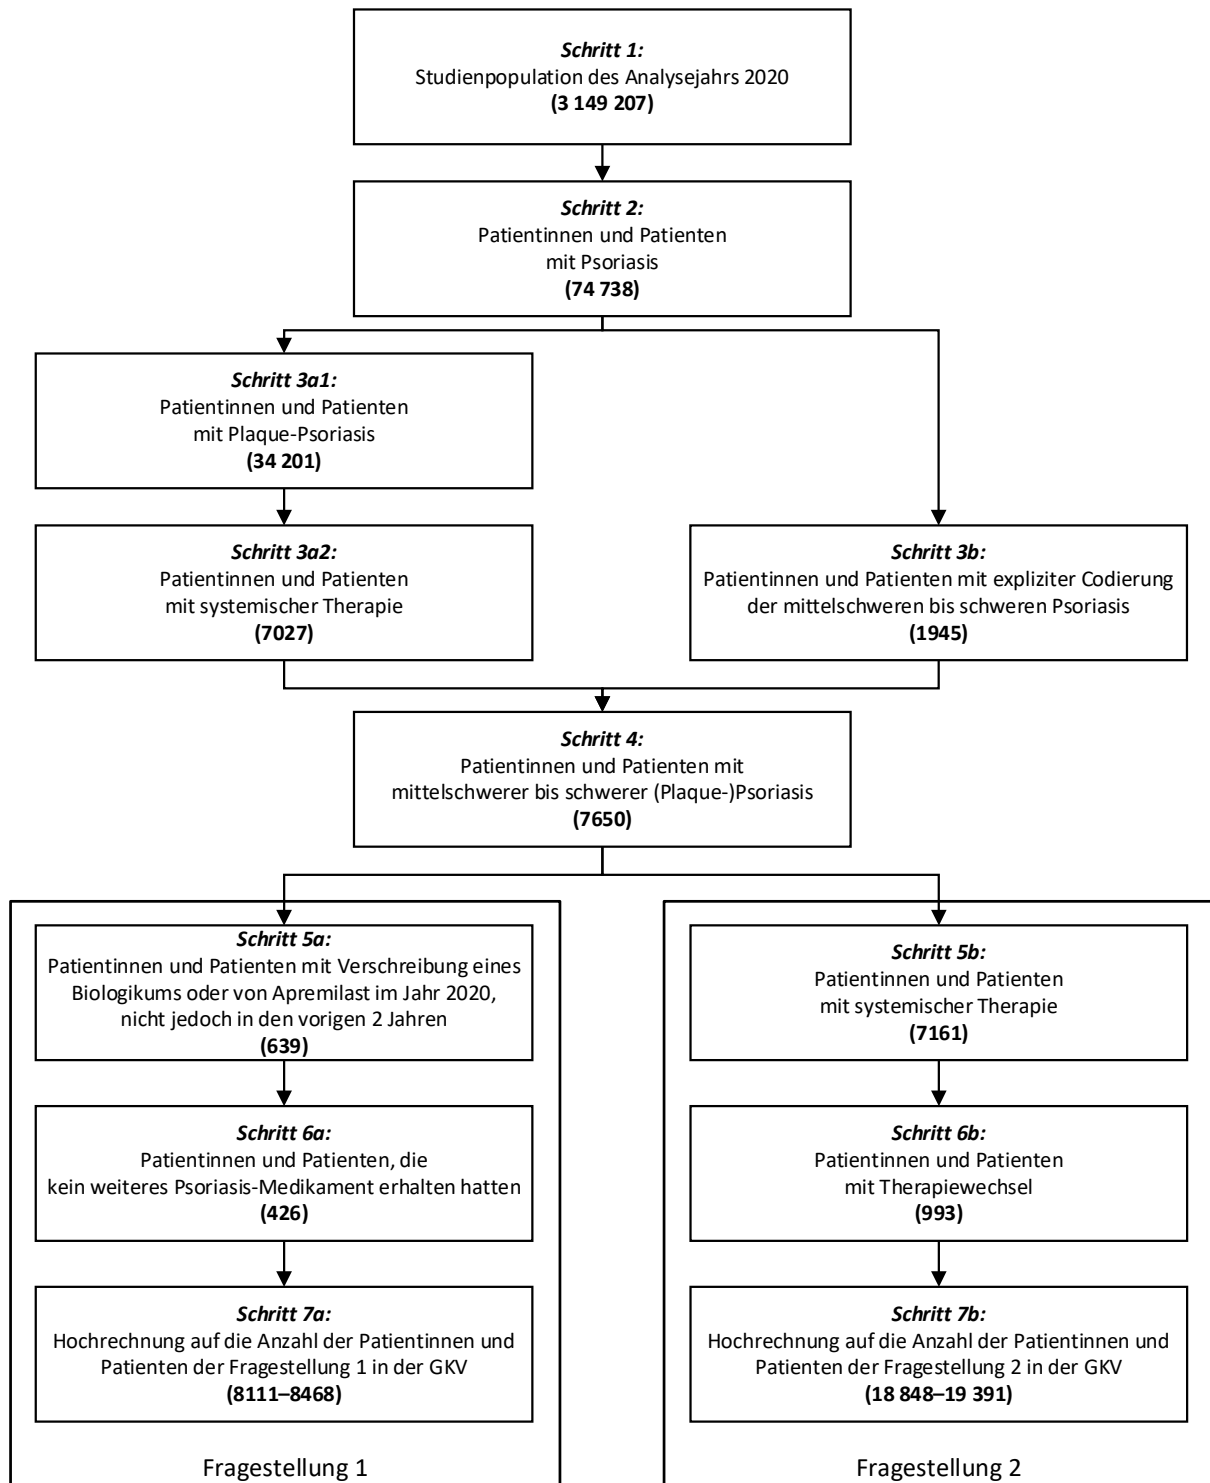 Schritt 1:
Studienpopulation des Analysejahrs 2020
(3 149 207)
Schritt 2:
Patientinnen und Patienten
mit Psoriasis
(74 738)
Schritt 3a1:
Patientinnen und Patienten
mit Plaque-Psoriasis
(34 201)
Schritt 3a2:
Patientinnen und Patienten
mit systemischer Therapie
(7027)
Schritt 3b:
Patientinnen und Patienten mit expliziter Codierung
der mittelschweren bis schweren Psoriasis
(1945)
Schritt 4:
Patientinnen und Patienten mit
mittelschwerer bis schwerer (Plaque-)Psoriasis
(7650)
Schritt 5a:
Patientinnen und Patienten mit Verschreibung eines
Biologikums oder von Apremilast im Jahr 2020,
nicht jedoch in den vorigen 2 Jahren
(639)
Schritt 6a:
Patientinnen und Patienten, die
kein weiteres Psoriasis-Medikament erhalten hatten
(426)
Schritt 7a:
Hochrechnung auf die Anzahl der Patientinnen und
Patienten der Fragestellung 1 in der GKV
(8111–8468)
Fragestellung 1
Schritt 5b:
Patientinnen und Patienten
mit systemischer Therapie
(7161)
Schritt 6b:
Patientinnen und Patienten
mit Therapiewechsel
(993)
Schritt 7b:
Hochrechnung auf die Anzahl der Patientinnen und
Patienten der Fragestellung 2 in der GKV
(18 848–19 391)
Fragestellung 2